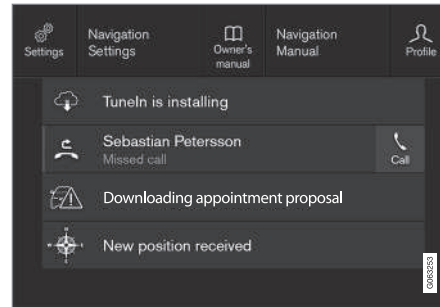 Settings
Navigation
Settings
Owner's
manual
Navigation
Manual
Profile
TuneIn is installing
Sebastian Petersson
Missed call
Call
Downloading appointment proposal
New position received
G063253